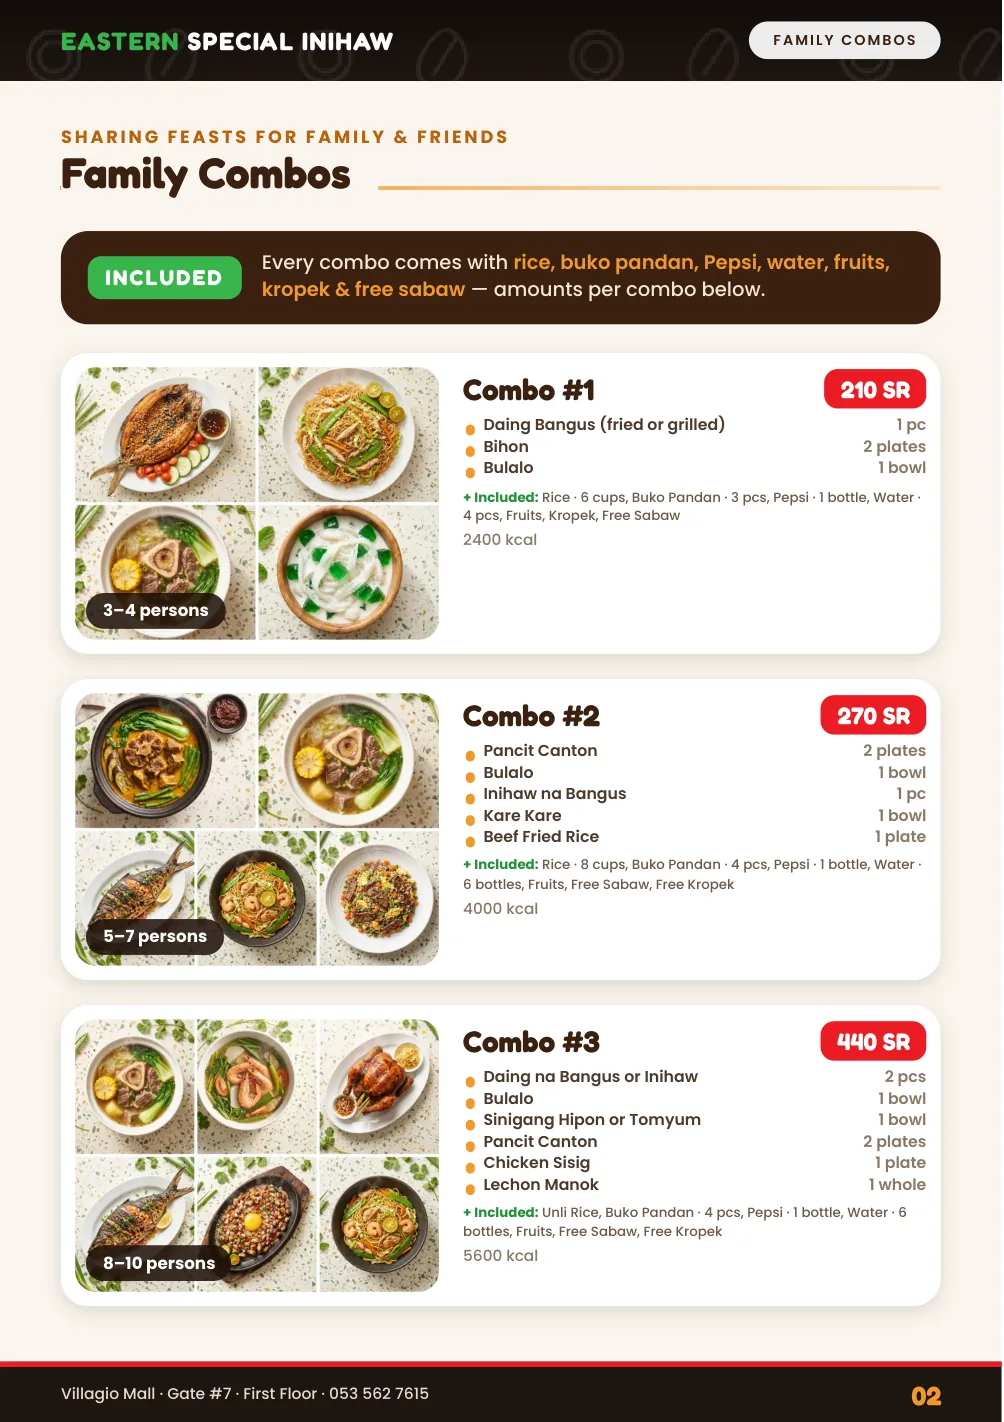 EASTERN SPECIAL INIHAW
FAMILY COMBOS
SHARING FEASTS FOR FAMILY & FRIENDS
Family Combos
INCLUDED
Every combo comes with rice, buko pandan, Pepsi, water, fruits,
kropek & free sabaw — amounts per combo below.
Combo #1
210 SR
Daing Bangus (fried or grilled) 1 pc
Bihon 2 plates
Bulalo 1 bowl
+ Included: Rice · 6 cups, Buko Pandan · 3 pcs, Pepsi · 1 bottle, Water ·
4 pcs, Fruits, Kropek, Free Sabaw
2400 kcal
3–4 persons
Combo #2
270 SR
Pancit Canton 2 plates
Bulalo 1 bowl
Inihaw na Bangus 1 pc
Kare Kare 1 bowl
Beef Fried Rice 1 plate
+ Included: Rice · 8 cups, Buko Pandan · 4 pcs, Pepsi · 1 bottle, Water ·
6 bottles, Fruits, Free Sabaw, Free Kropek
4000 kcal
5–7 persons
Combo #3
440 SR
Daing na Bangus or Inihaw 2 pcs
Bulalo 1 bowl
Sinigang Hipon or Tomyum 1 bowl
Pancit Canton 2 plates
Chicken Sisig 1 plate
Lechon Manok 1 whole
+ Included: Unli Rice, Buko Pandan · 4 pcs, Pepsi · 1 bottle, Water · 6
bottles, Fruits, Free Sabaw, Free Kropek
5600 kcal
8–10 persons
Villagio Mall · Gate #7 · First Floor · 053 562 7615
02